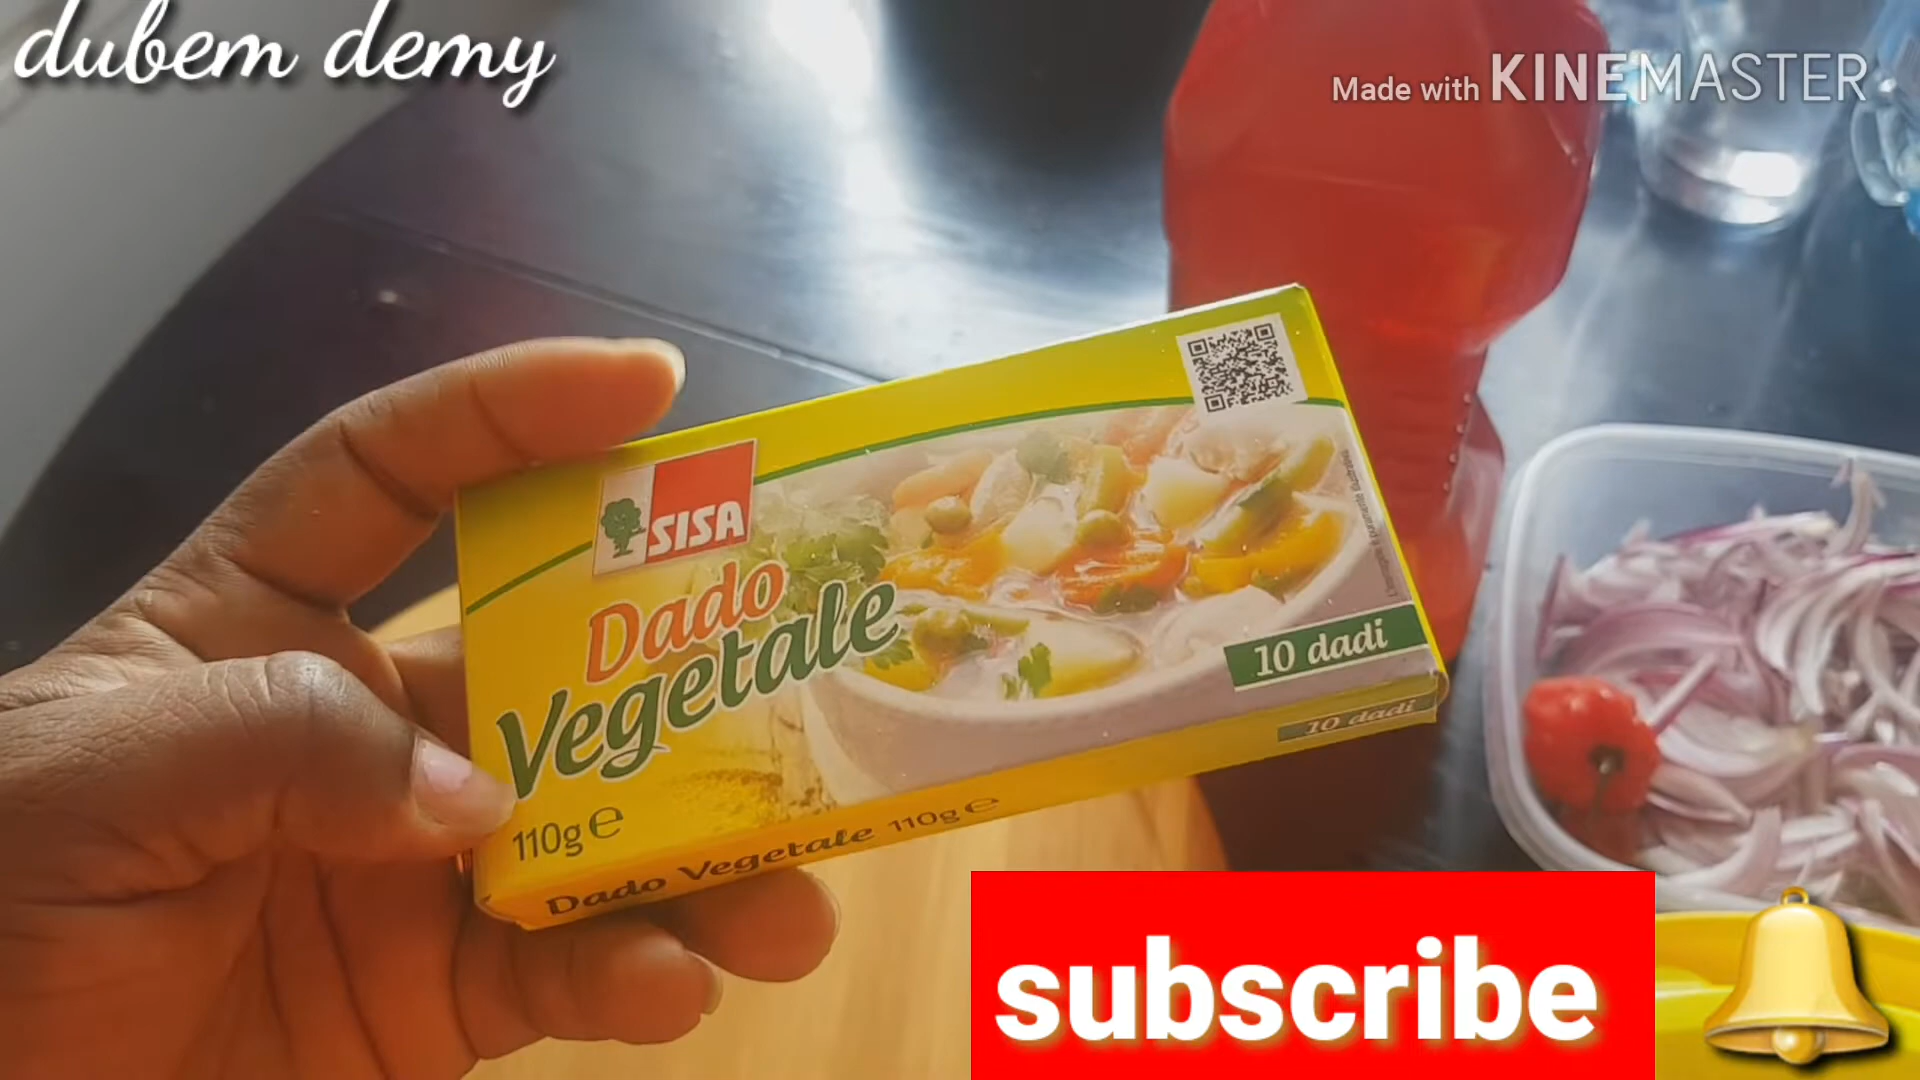 dubem demy
Made with KINEMASTER
SISA
Dado
Vegetale
10 dadi
10 dadi
110g e
Dado Vegetale 110g e
subscribe